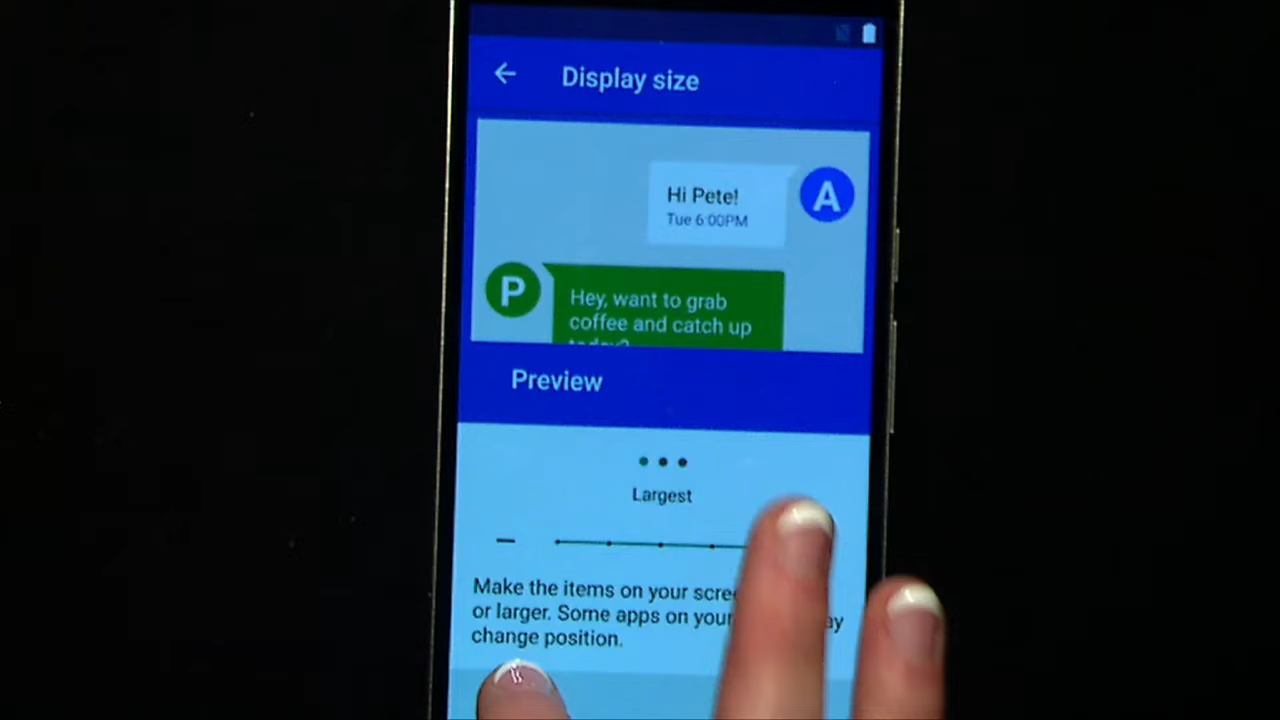 Display size
Hi Pete!
A
Tue 6:00PM
P
Hey, want to grab
coffee and catch up
today?
Preview
Largest
Make the items on your
or larger. Some apps on your
change position.